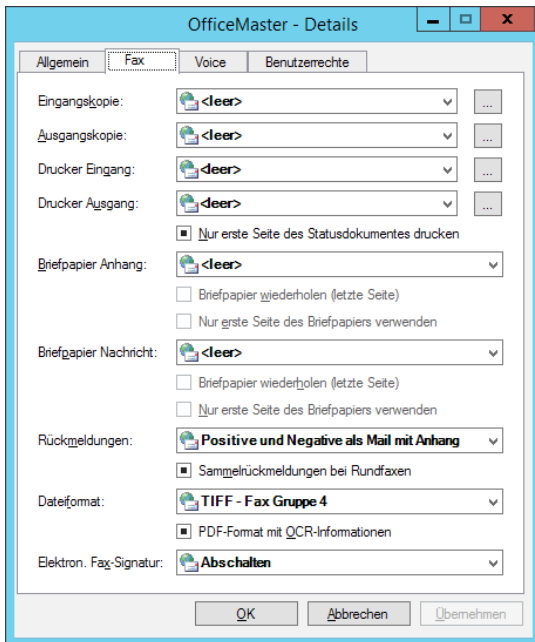 OfficeMaster - Details
Allgemein Fax Voice Benutzerrechte
Eingangskopie: <leer> ...
Ausgangskopie: <leer> ...
Drucker Eingang: <leer> ...
Drucker Ausgang: <leer> ...
Nur erste Seite des Statusdokumentes drucken
Briefpapier Anhang: <leer>
Briefpapier wiederholen (letzte Seite)
Nur erste Seite des Briefpapiers verwenden
Briefpapier Nachricht: <leer>
Briefpapier wiederholen (letzte Seite)
Nur erste Seite des Briefpapiers verwenden
Rückmeldungen: Positive und Negative als Mail mit Anhang
Sammelrückmeldungen bei Rundfaxen
Dateiformat: TIFF - Fax Gruppe 4
PDF-Format mit OCR-Informationen
Elektron. Fax-Signatur: Abschalten
OK Abbrechen Übernehmen